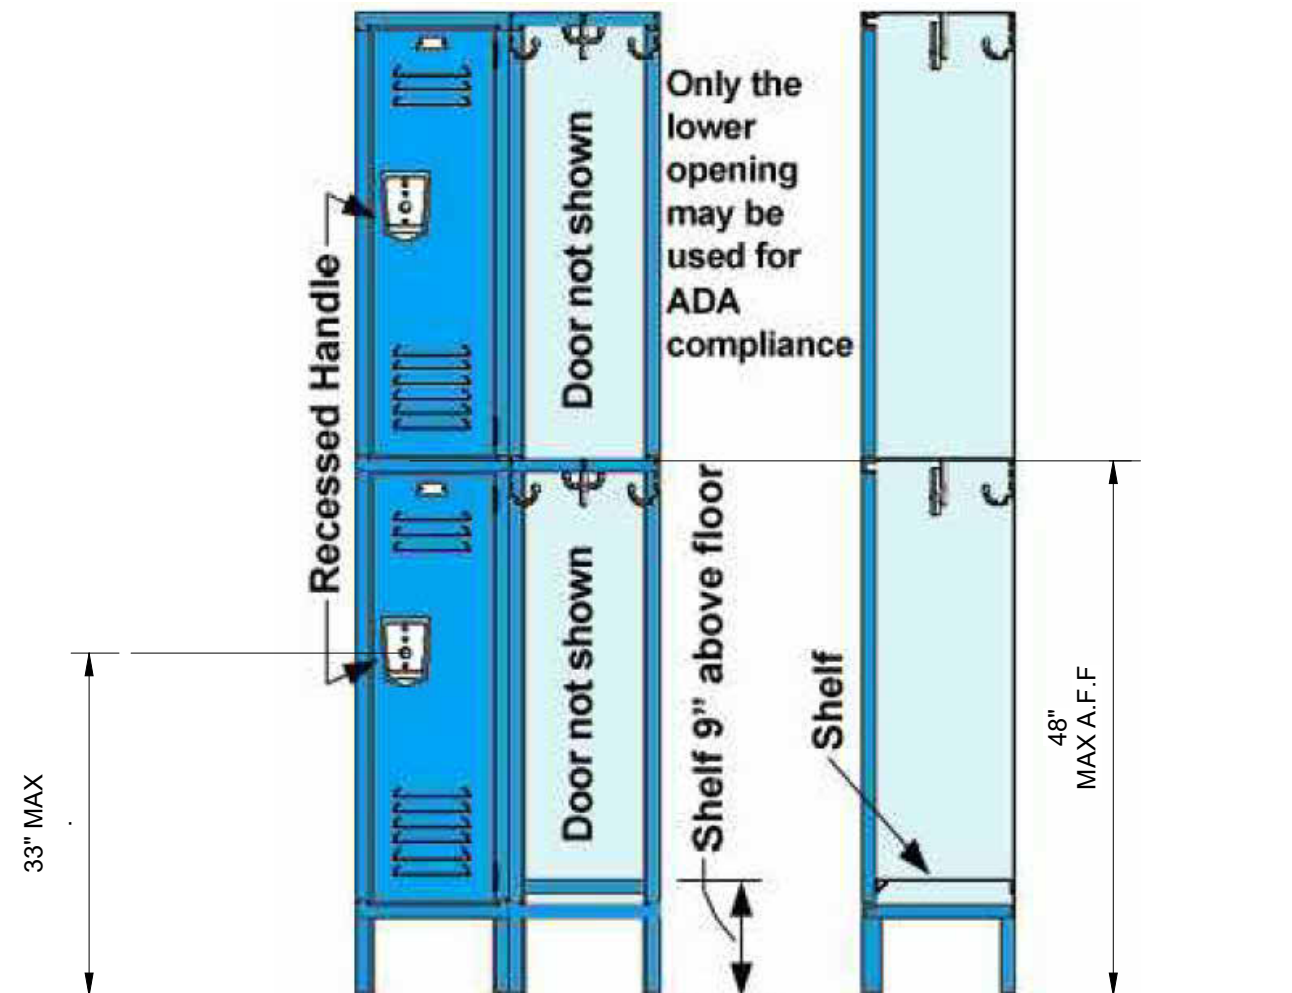 Only the
lower
opening
may be
used for
ADA
compliance
Door not shown
Recessed Handle
Door not shown
Shelf 9” above floor
Shelf
48"
MAX A.F.F
33" MAX
.